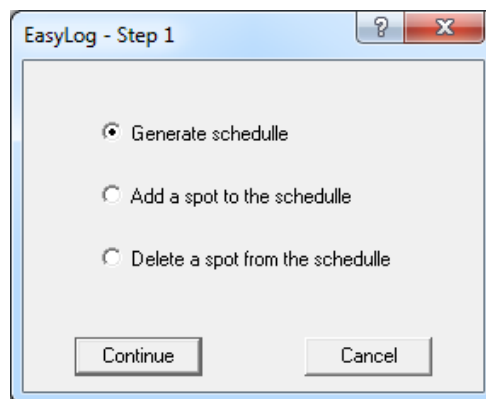 EasyLog - Step 1
Generate schedulle
Add a spot to the schedulle
Delete a spot from the schedulle
Continue Cancel